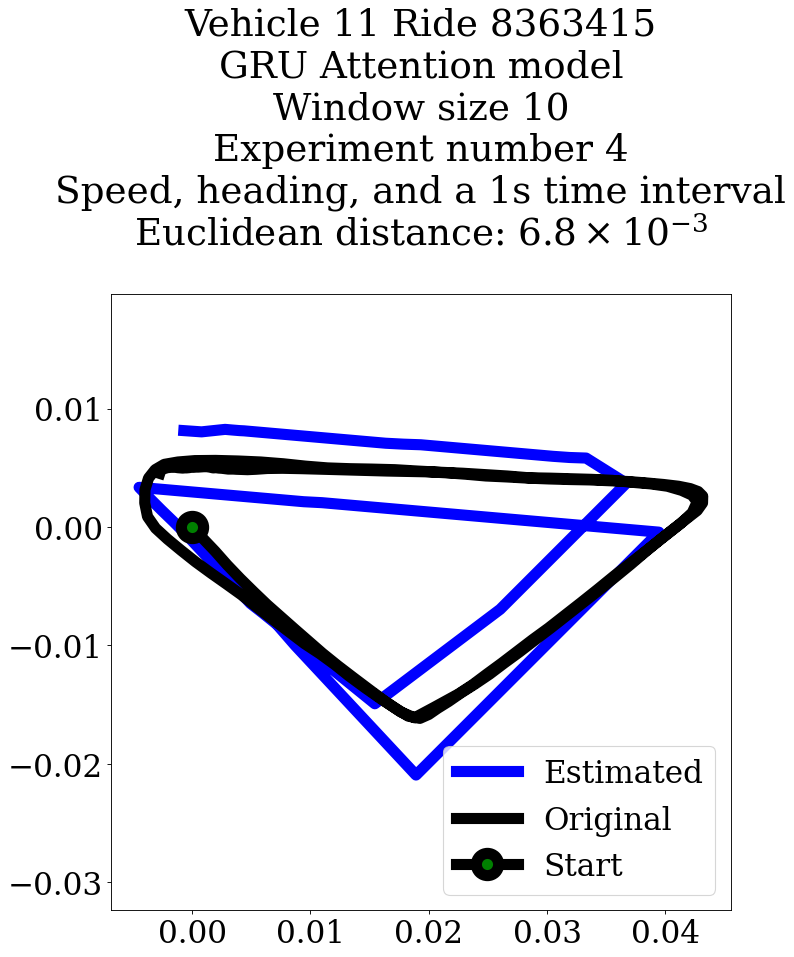 Vehicle 11 Ride 8363415
GRU Attention model
Window size 10
Experiment number 4
Speed, heading, and a 1s time interval
Euclidean distance: 6.8 × 10⁻³
0.01
0.00
−0.01
−0.02
−0.03
Estimated
Original
Start
0.00 0.01 0.02 0.03 0.04